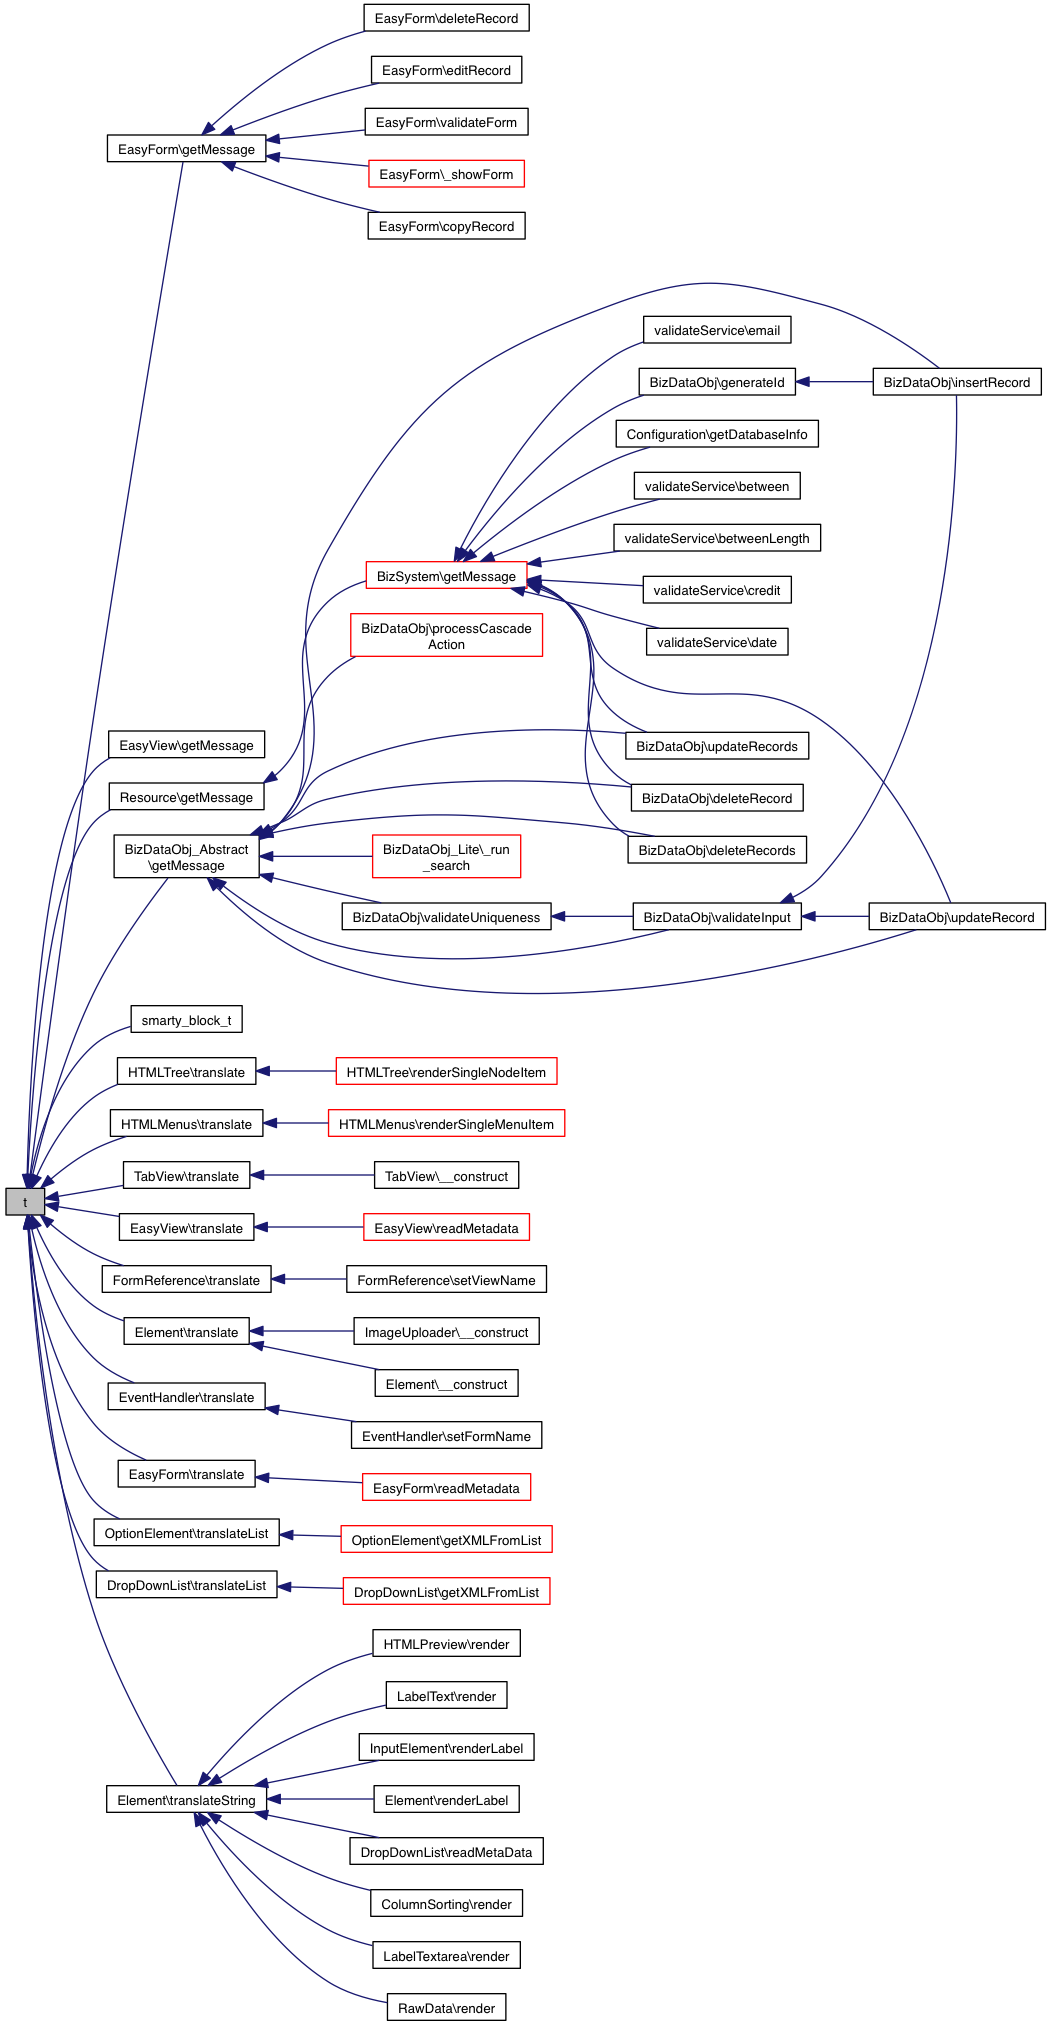 EasyForm\deleteRecord
EasyForm\editRecord
EasyForm\validateForm
EasyForm\getMessage
EasyForm\_showForm
EasyForm\copyRecord
validateService\email
BizDataObj\generateId
BizDataObj\insertRecord
Configuration\getDatabaseInfo
validateService\between
validateService\betweenLength
BizSystem\getMessage
validateService\credit
BizDataObj\processCascade
Action
validateService\date
EasyView\getMessage
BizDataObj\updateRecords
Resource\getMessage
BizDataObj\deleteRecord
BizDataObj_Abstract
\getMessage
BizDataObj_Lite\_run
_search
BizDataObj\deleteRecords
BizDataObj\validateUniqueness
BizDataObj\validateInput
BizDataObj\updateRecord
smarty_block_t
HTMLTree\translate
HTMLTree\renderSingleNodeItem
HTMLMenus\translate
HTMLMenus\renderSingleMenuItem
TabView\translate
TabView\__construct
t
EasyView\translate
EasyView\readMetadata
FormReference\translate
FormReference\setViewName
Element\translate
ImageUploader\__construct
Element\__construct
EventHandler\translate
EventHandler\setFormName
EasyForm\translate
EasyForm\readMetadata
OptionElement\translateList
OptionElement\getXMLFromList
DropDownList\translateList
DropDownList\getXMLFromList
HTMLPreview\render
LabelText\render
InputElement\renderLabel
Element\translateString
Element\renderLabel
DropDownList\readMetaData
ColumnSorting\render
LabelTextarea\render
RawData\render